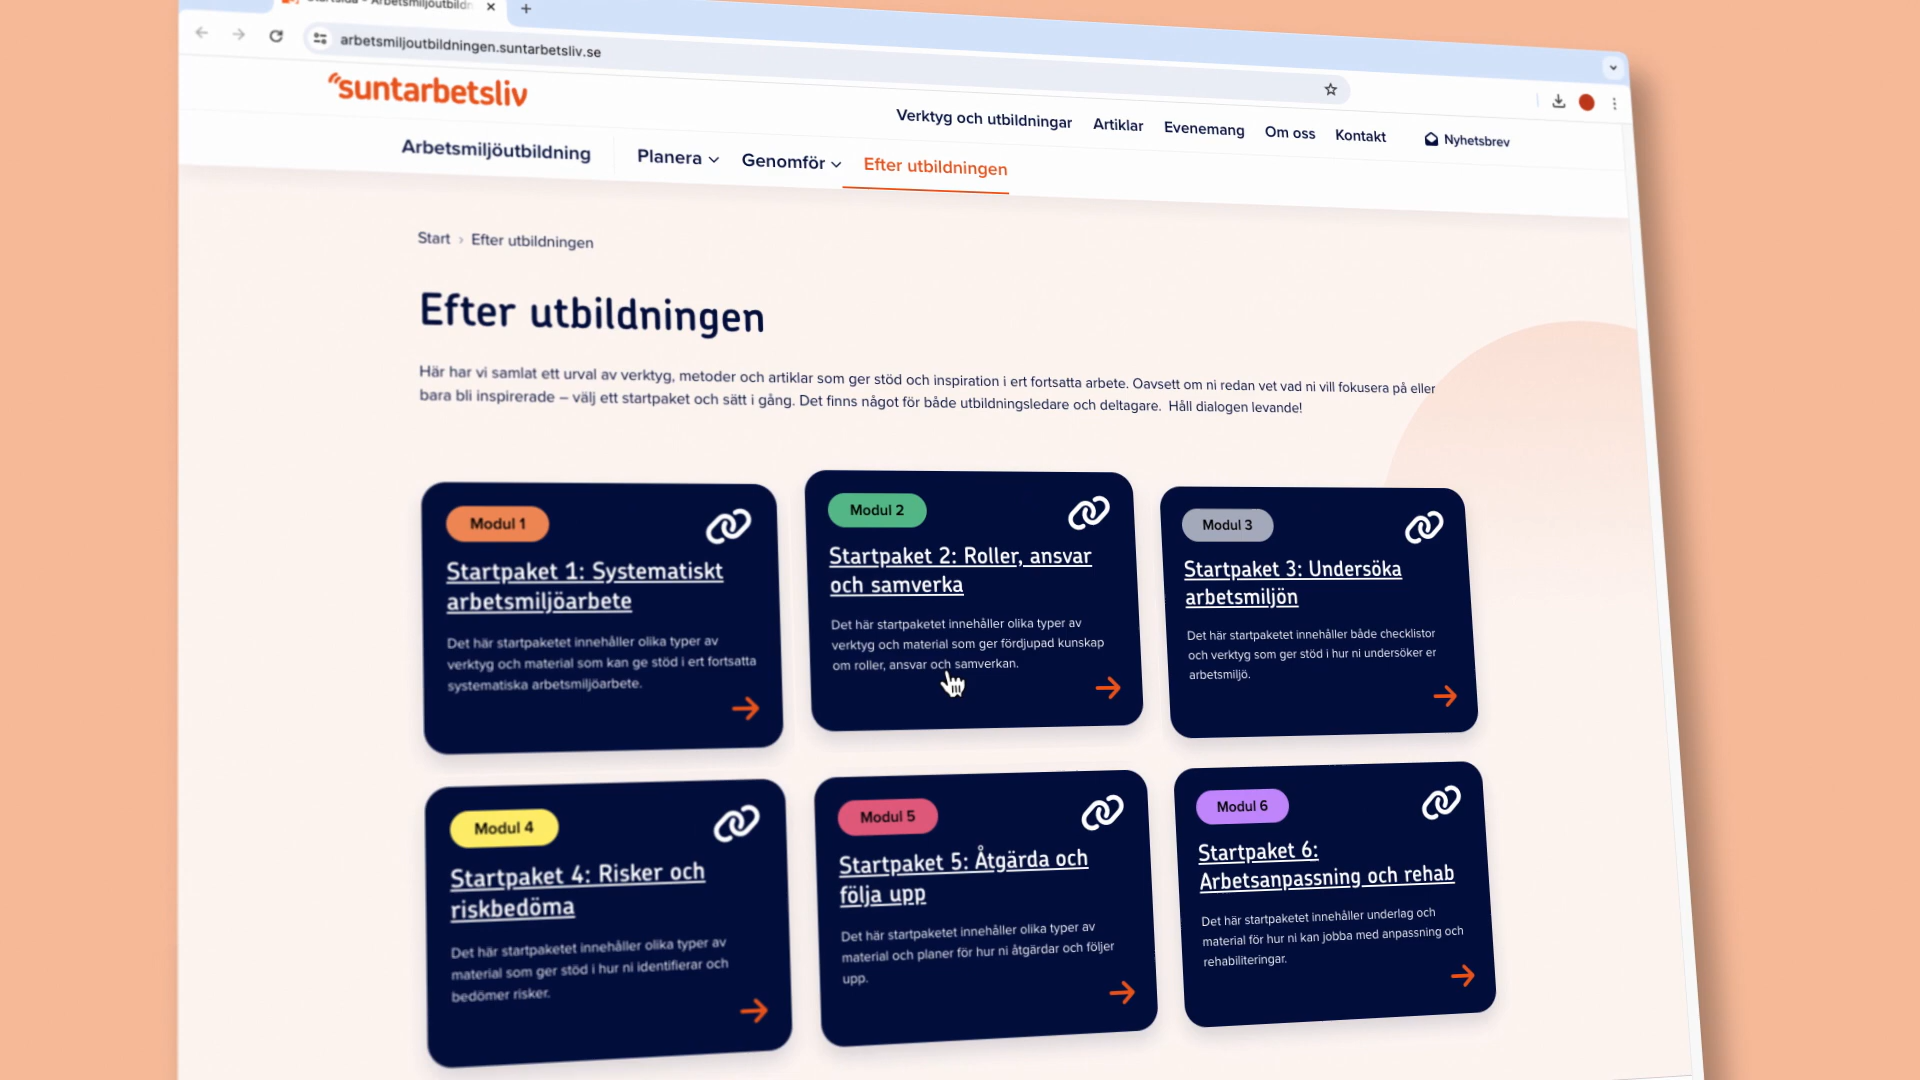 Startsida - Arbetsmiljöutbildn
arbetsmiljoutbildningen.suntarbetsliv.se
suntarbetsliv
Verktyg och utbildningar Artiklar Evenemang Om oss Kontakt Nyhetsbrev
Arbetsmiljöutbildning Planera Genomför Efter utbildningen
Start › Efter utbildningen
Efter utbildningen
Här har vi samlat ett urval av verktyg, metoder och artiklar som ger stöd och inspiration i ert fortsatta arbete. Oavsett om ni redan vet vad ni vill fokusera på eller
bara bli inspirerade – välj ett startpaket och sätt i gång. Det finns något för både utbildningsledare och deltagare. Håll dialogen levande!
Modul 1
Startpaket 1: Systematiskt
arbetsmiljöarbete
Det här startpaketet innehåller olika typer av
verktyg och material som kan ge stöd i ert fortsatta
systematiska arbetsmiljöarbete.
Modul 2
Startpaket 2: Roller, ansvar
och samverka
Det här startpaketet innehåller olika typer av
verktyg och material som ger fördjupad kunskap
om roller, ansvar och samverkan.
Modul 3
Startpaket 3: Undersöka
arbetsmiljön
Det här startpaketet innehåller både checklistor
och verktyg som ger stöd i hur ni undersöker er
arbetsmiljö.
Modul 4
Startpaket 4: Risker och
riskbedöma
Det här startpaketet innehåller olika typer av
material som ger stöd i hur ni identifierar och
bedömer risker.
Modul 5
Startpaket 5: Åtgärda och
följa upp
Det här startpaketet innehåller olika typer av
material och planer för hur ni åtgärdar och följer
upp.
Modul 6
Startpaket 6:
Arbetsanpassning och rehab
Det här startpaketet innehåller underlag och
material för hur ni kan jobba med anpassning och
rehabiliteringar.